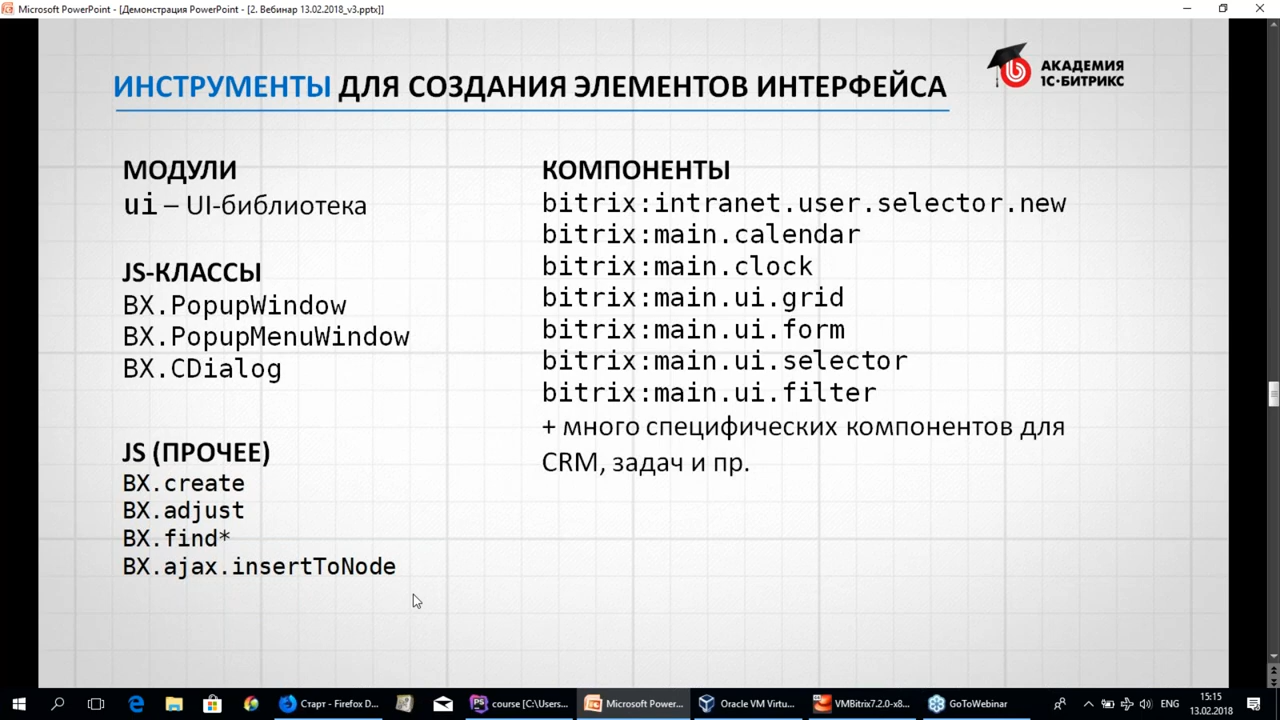 Microsoft PowerPoint - [Демонстрация PowerPoint - [2. Вебинар 13.02.2018_v3.pptx]]
ИНСТРУМЕНТЫ ДЛЯ СОЗДАНИЯ ЭЛЕМЕНТОВ ИНТЕРФЕЙСА
АКАДЕМИЯ
1С-БИТРИКС
МОДУЛИ
ui – UI-библиотека
JS-КЛАССЫ
BX.PopupWindow
BX.PopupMenuWindow
BX.CDialog
JS (ПРОЧЕЕ)
BX.create
BX.adjust
BX.find*
BX.ajax.insertToNode
КОМПОНЕНТЫ
bitrix:intranet.user.selector.new
bitrix:main.calendar
bitrix:main.clock
bitrix:main.ui.grid
bitrix:main.ui.form
bitrix:main.ui.selector
bitrix:main.ui.filter
+ много специфических компонентов для
CRM, задач и пр.
Старт - Firefox D...
course [C:\Users...
Microsoft PowerP...
Oracle VM Virtu...
VMBitrix7.2.0-x8...
GoToWebinar
ENG
15:15
13.02.2018